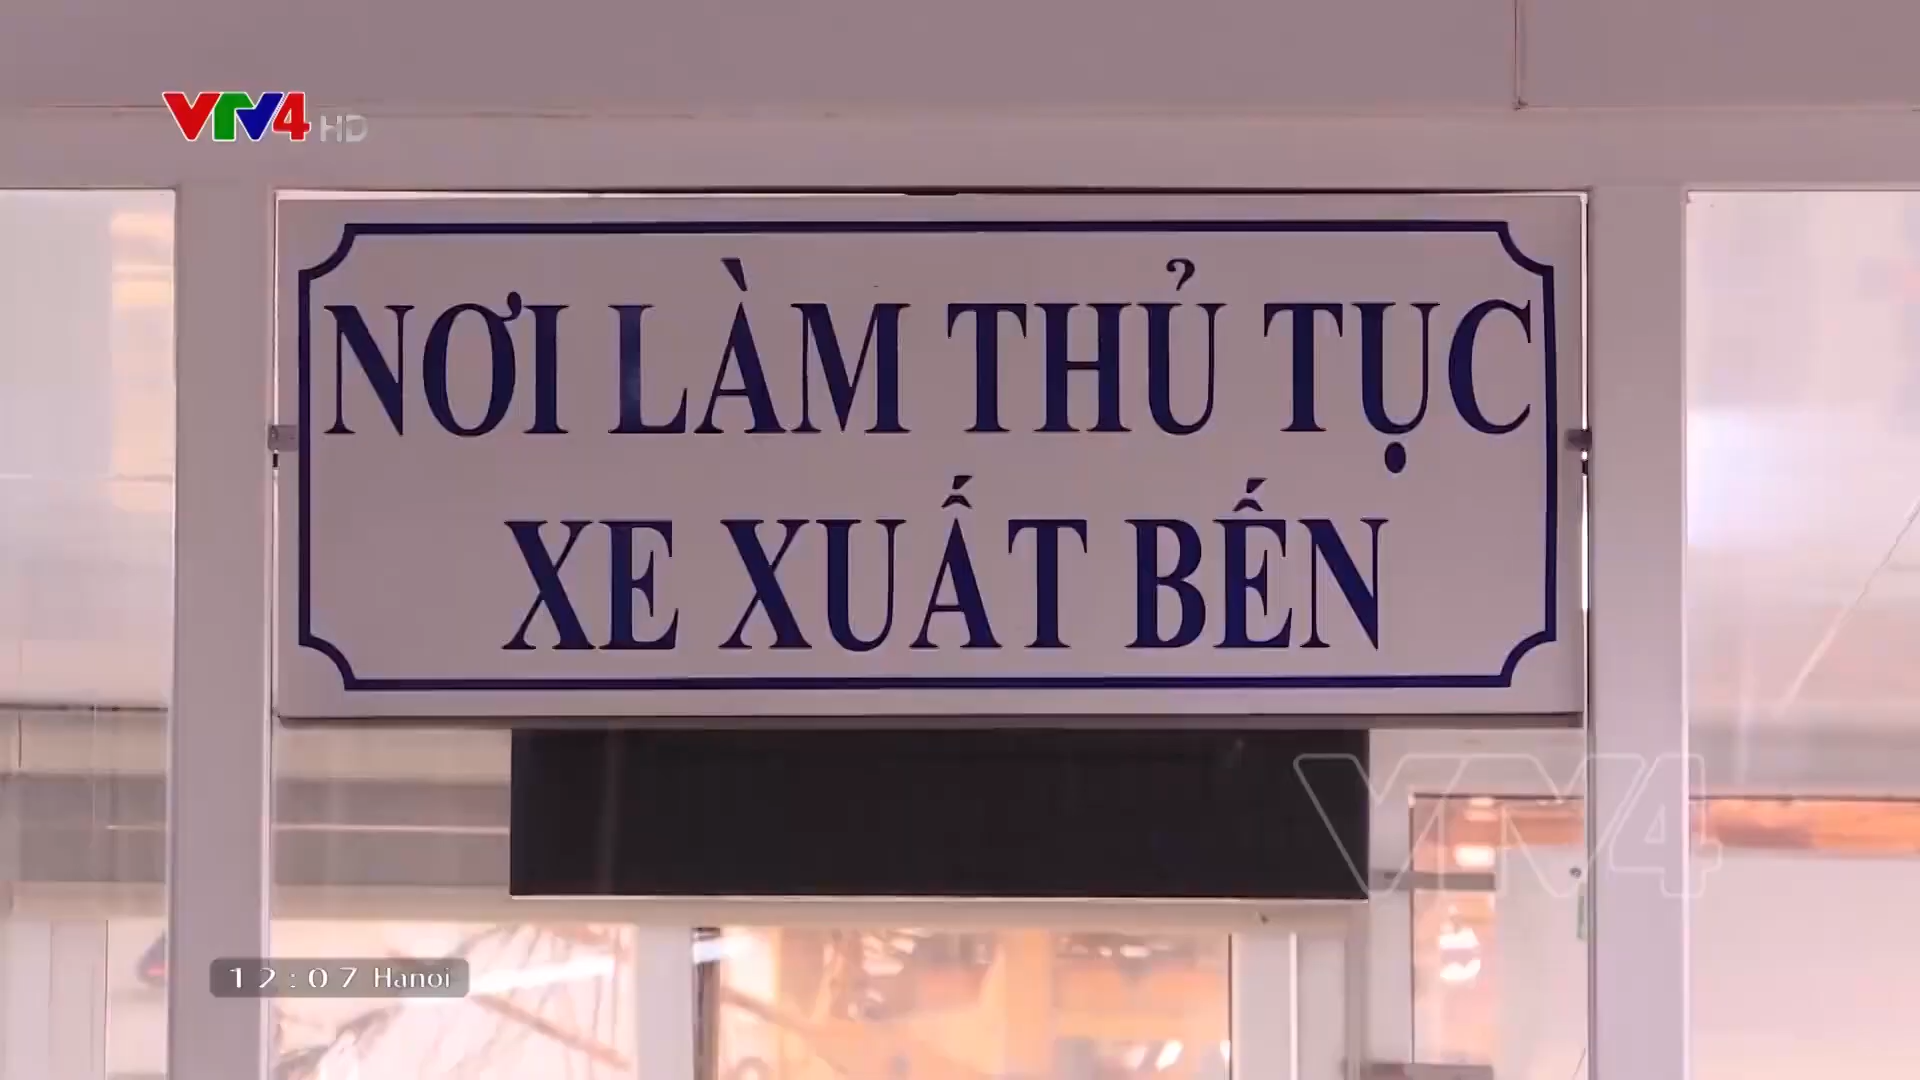 VTV4 HD
NƠI LÀM THỦ TỤC
XE XUẤT BẾN
VTV4
12:07 Hanoi